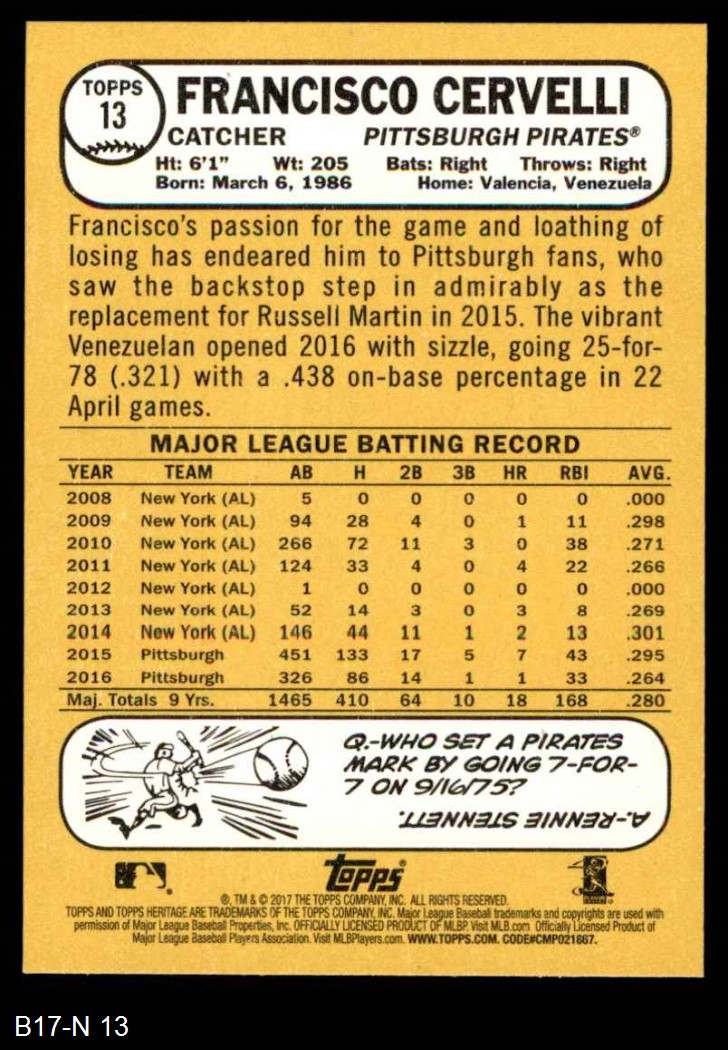 TOPPS
13
FRANCISCO CERVELLI
CATCHER PITTSBURGH PIRATES®
Ht: 6'1" Wt: 205 Bats: Right Throws: Right
Born: March 6, 1986 Home: Valencia, Venezuela
Francisco's passion for the game and loathing of
losing has endeared him to Pittsburgh fans, who
saw the backstop step in admirably as the
replacement for Russell Martin in 2015. The vibrant
Venezuelan opened 2016 with sizzle, going 25-for-
78 (.321) with a .438 on-base percentage in 22
April games.
MAJOR LEAGUE BATTING RECORD
YEAR TEAM AB H 2B 3B HR RBI AVG.
2008 New York (AL) 5 0 0 0 0 0 .000
2009 New York (AL) 94 28 4 0 1 11 .298
2010 New York (AL) 266 72 11 3 0 38 .271
2011 New York (AL) 124 33 4 0 4 22 .266
2012 New York (AL) 1 0 0 0 0 0 .000
2013 New York (AL) 52 14 3 0 3 8 .269
2014 New York (AL) 146 44 11 1 2 13 .301
2015 Pittsburgh 451 133 17 5 7 43 .295
2016 Pittsburgh 326 86 14 1 1 33 .264
Maj. Totals 9 Yrs. 1465 410 64 10 18 168 .280
Q.-WHO SET A PIRATES
MARK BY GOING 7-FOR-
7 ON 9/16/75?
A.-RENNIE STENNETT.
topps®
®, TM & © 2017 THE TOPPS COMPANY, INC. ALL RIGHTS RESERVED.
TOPPS AND TOPPS HERITAGE ARE TRADEMARKS OF THE TOPPS COMPANY, INC. Major League Baseball trademarks and copyrights are used with
permission of Major League Baseball Properties, Inc. OFFICIALLY LICENSED PRODUCT OF MLBP. Visit MLB.com Officially Licensed Product of
Major League Baseball Players Association. Visit MLBPlayers.com. WWW.TOPPS.COM. CODE#CMP021867.
B17-N 13